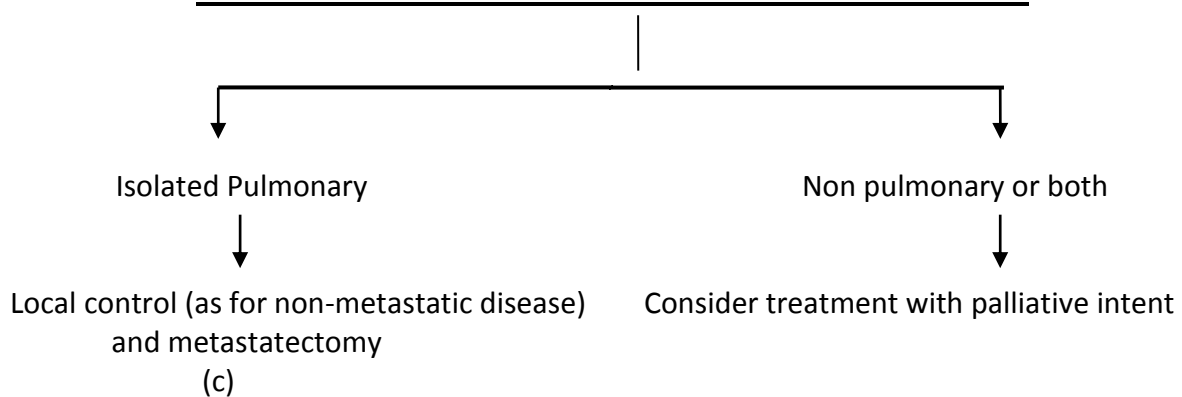 Isolated Pulmonary
Non pulmonary or both
Local control (as for non-metastatic disease)
and metastatectomy
(c)
Consider treatment with palliative intent